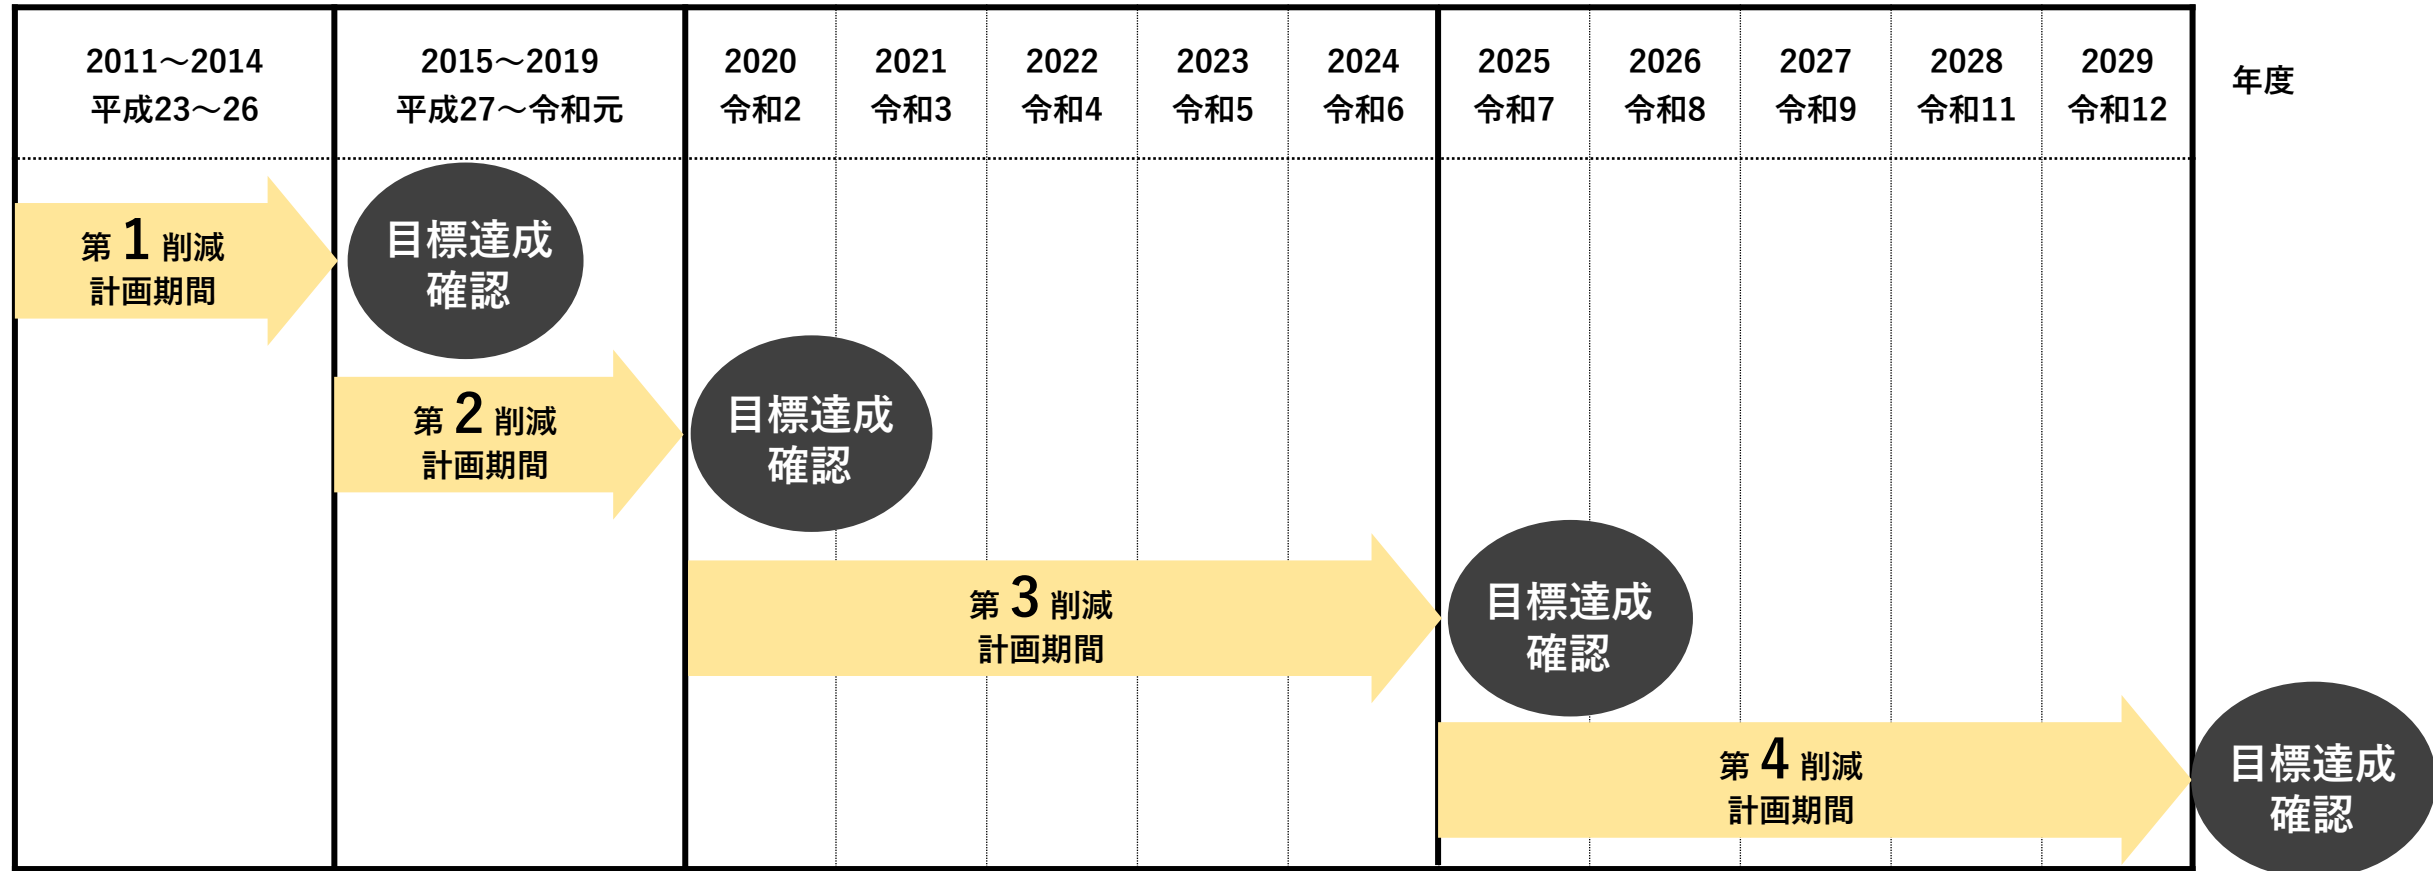 2011～2014
平成23～26
2015～2019
平成27～令和元
2020
令和2
2021
令和3
2022
令和4
2023
令和5
2024
令和6
2025
令和7
2026
令和8
2027
令和9
2028
令和11
2029
令和12
年度
第 1 削減
計画期間
目標達成
確認
第 2 削減
計画期間
目標達成
確認
第 3 削減
計画期間
目標達成
確認
第 4 削減
計画期間
目標達成
確認